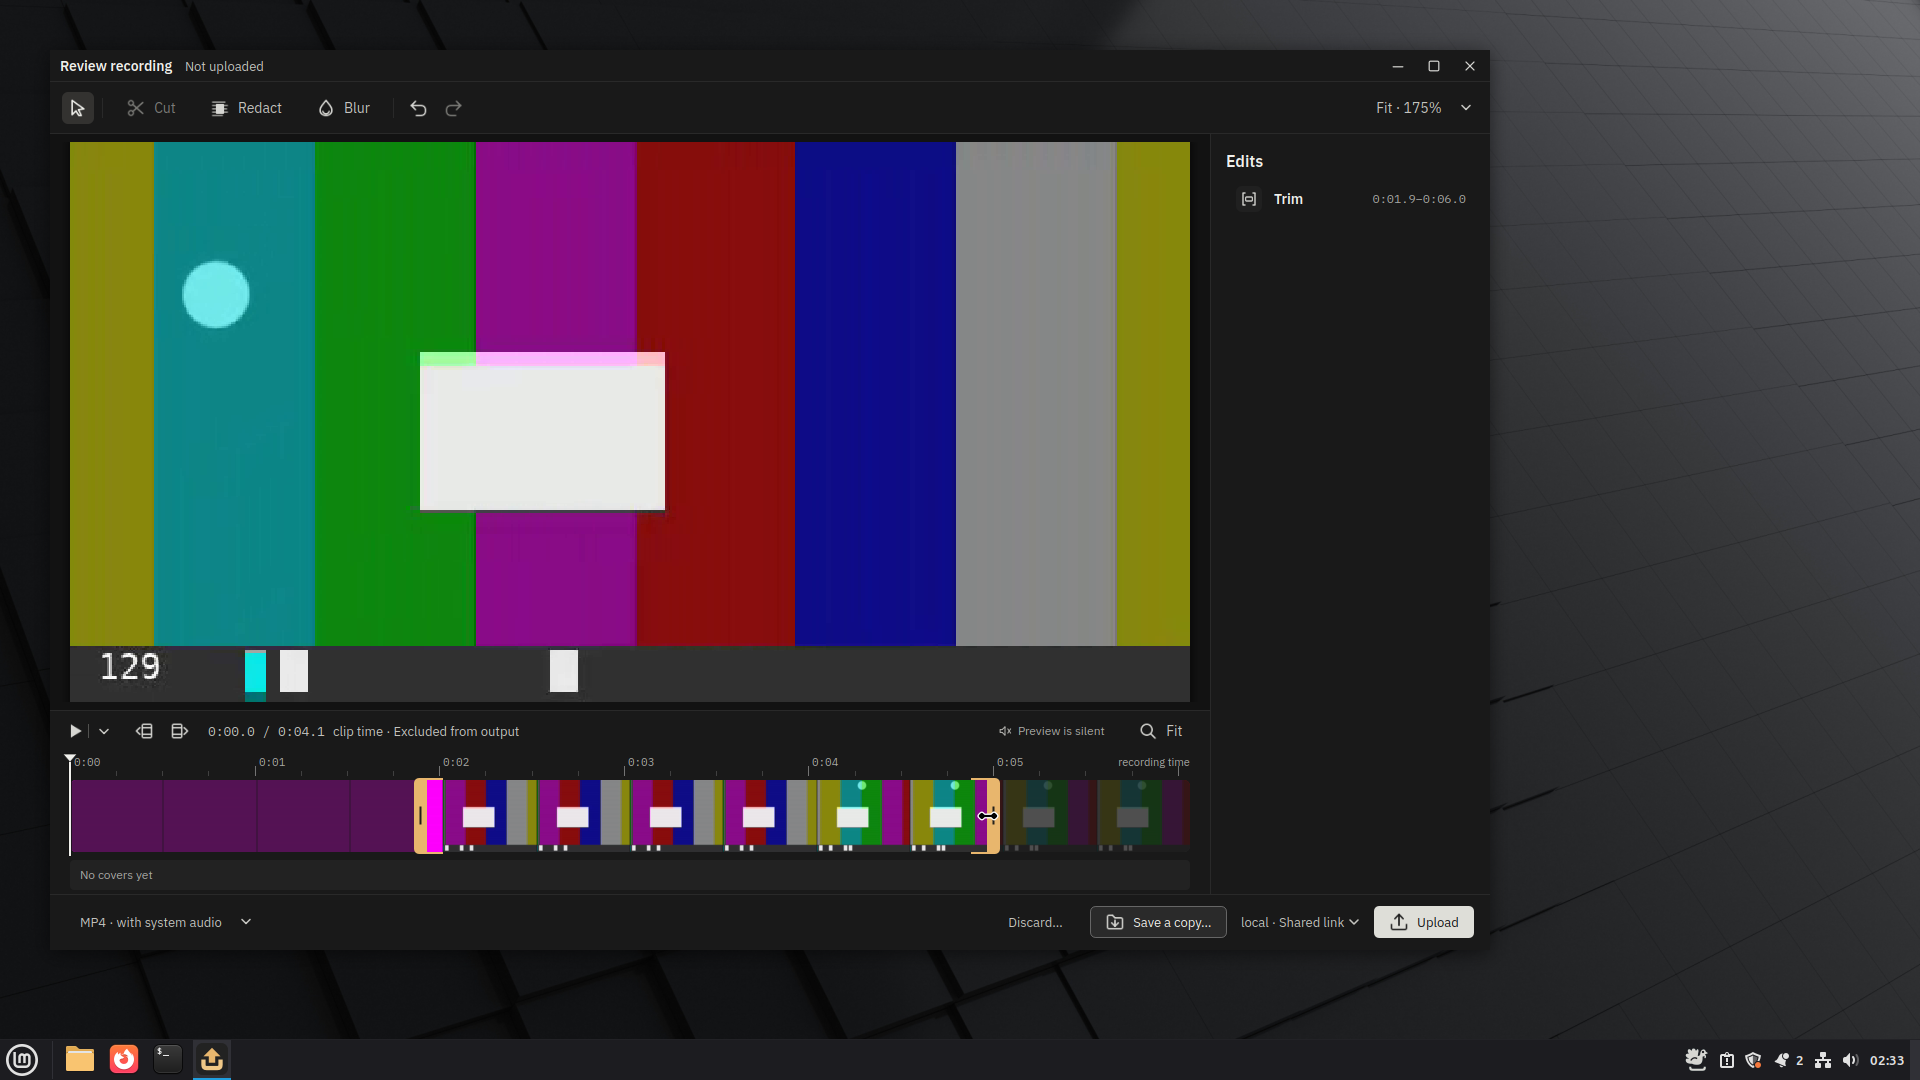 Review recording Not uploaded
Cut Redact Blur Fit · 175%
Edits
Trim 0:01.9–0:06.0
129
0:00.0 / 0:04.1 clip time · Excluded from output Preview is silent Fit
0:00 0:01 0:02 0:03 0:04 0:05 recording time
No covers yet
MP4 · with system audio Discard... Save a copy... local · Shared link Upload
$_
lm 2 02:33